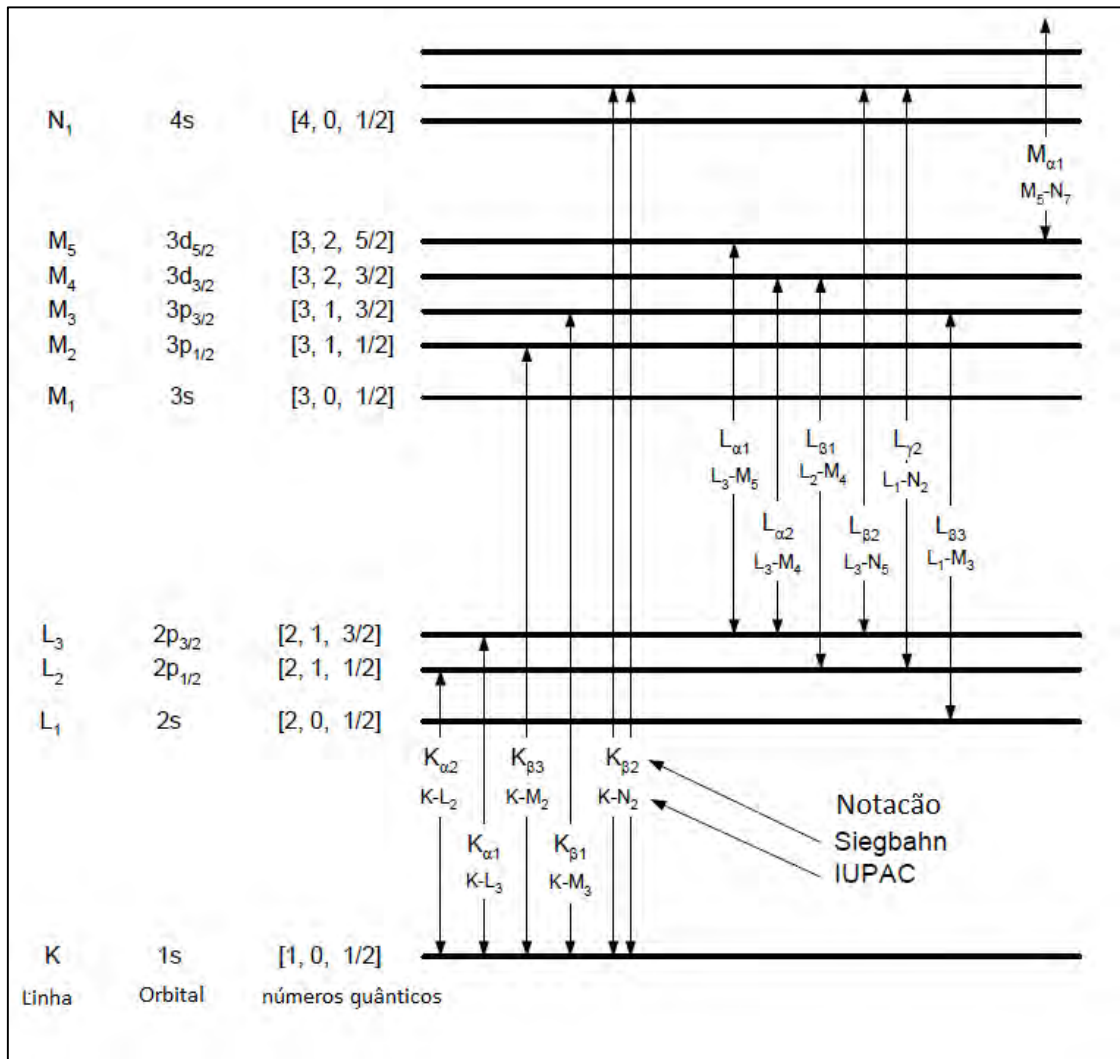 N₁ 4s [4, 0, 1/2]
Mα1
M₅-N₇
M₅ 3d5/2 [3, 2, 5/2]
M₄ 3d3/2 [3, 2, 3/2]
M₃ 3p3/2 [3, 1, 3/2]
M₂ 3p1/2 [3, 1, 1/2]
M₁ 3s [3, 0, 1/2]
Lα1 Lβ1 Lγ2
L₃-M₅ L₂-M₄ L₁-N₂
Lα2 Lβ2 Lβ3
L₃-M₄ L₃-N₅ L₁-M₃
L₃ 2p3/2 [2, 1, 3/2]
L₂ 2p1/2 [2, 1, 1/2]
L₁ 2s [2, 0, 1/2]
Kα2 Kβ3 Kβ2
K-L₂ K-M₂ K-N₂ Notacão
Kα1 Kβ1 Siegbahn
K-L₃ K-M₃ IUPAC
K 1s [1, 0, 1/2]
Linha Orbital números quânticos